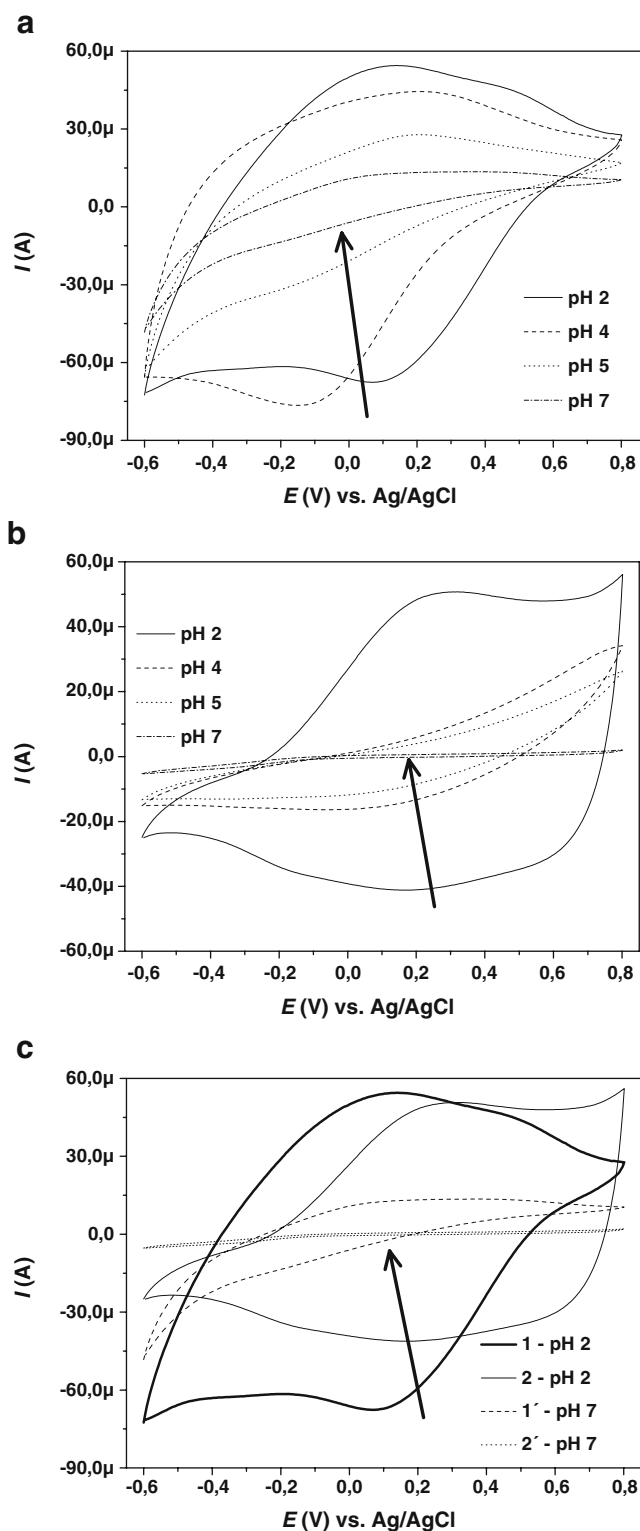 a
60,0µ
30,0µ
0,0
-30,0µ
-60,0µ
-90,0µ
I (A)
pH 2
pH 4
pH 5
pH 7
-0,6 -0,4 -0,2 0,0 0,2 0,4 0,6 0,8
E (V) vs. Ag/AgCl
b
60,0µ
40,0µ
20,0µ
0,0
-20,0µ
-40,0µ
-60,0µ
I (A)
pH 2
pH 4
pH 5
pH 7
-0,6 -0,4 -0,2 0,0 0,2 0,4 0,6 0,8
E (V) vs. Ag/AgCl
c
60,0µ
30,0µ
0,0
-30,0µ
-60,0µ
-90,0µ
I (A)
1 - pH 2
2 - pH 2
1´ - pH 7
2´ - pH 7
-0,6 -0,4 -0,2 0,0 0,2 0,4 0,6 0,8
E (V) vs. Ag/AgCl